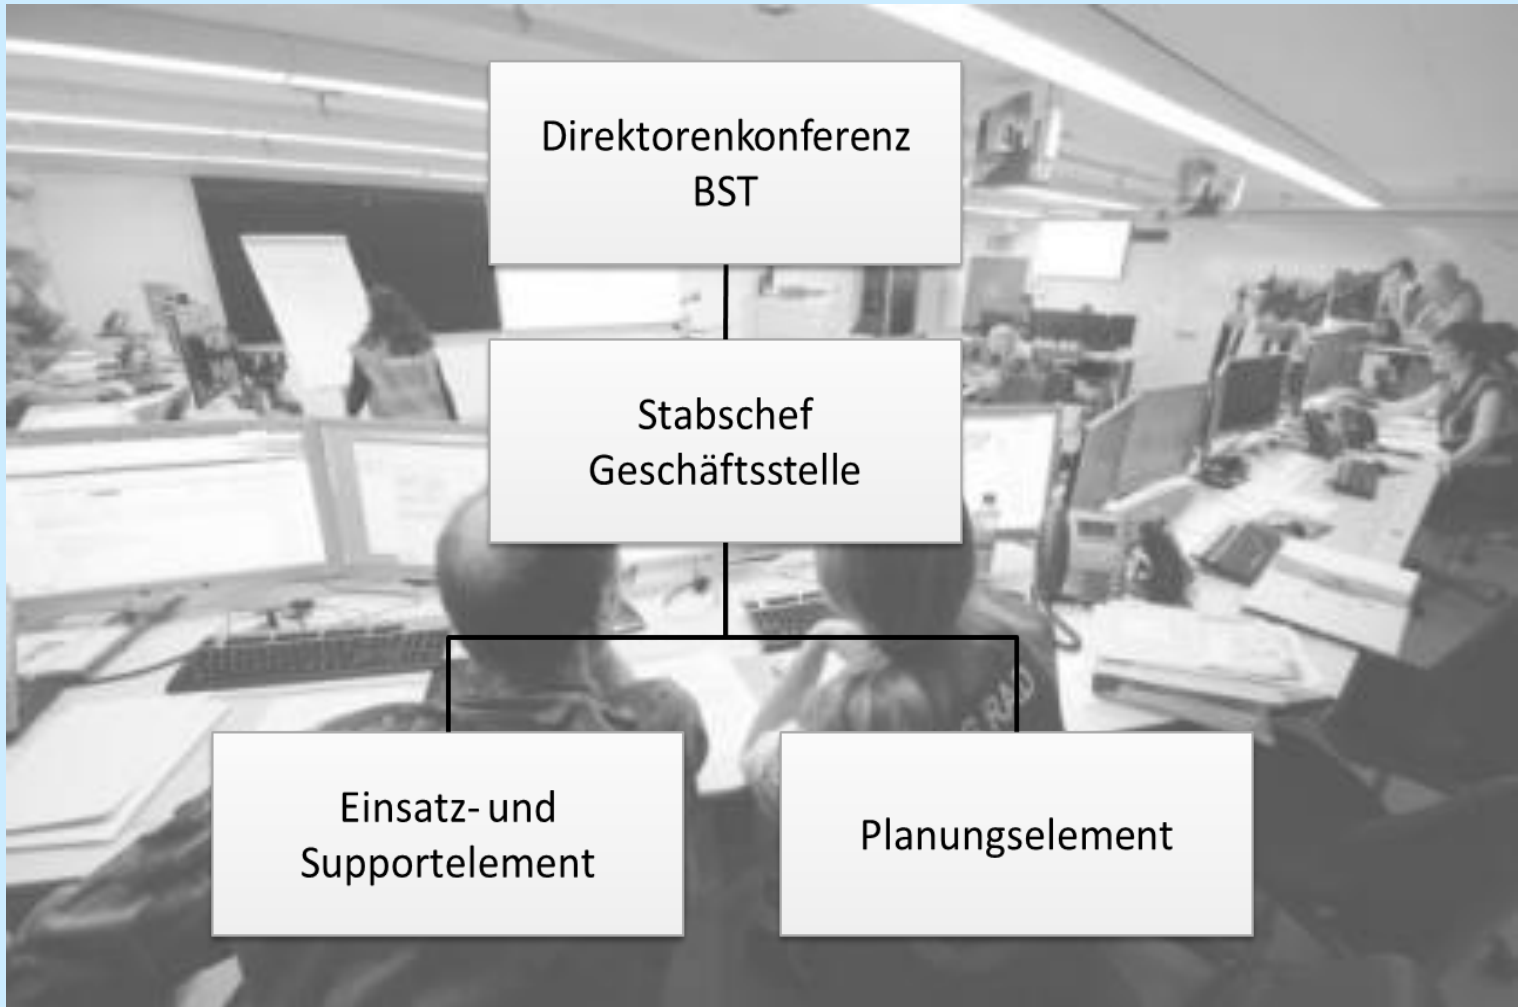 Direktorenkonferenz
BST
Stabschef
Geschäftsstelle
Einsatz- und
Supportelement
Planungselement